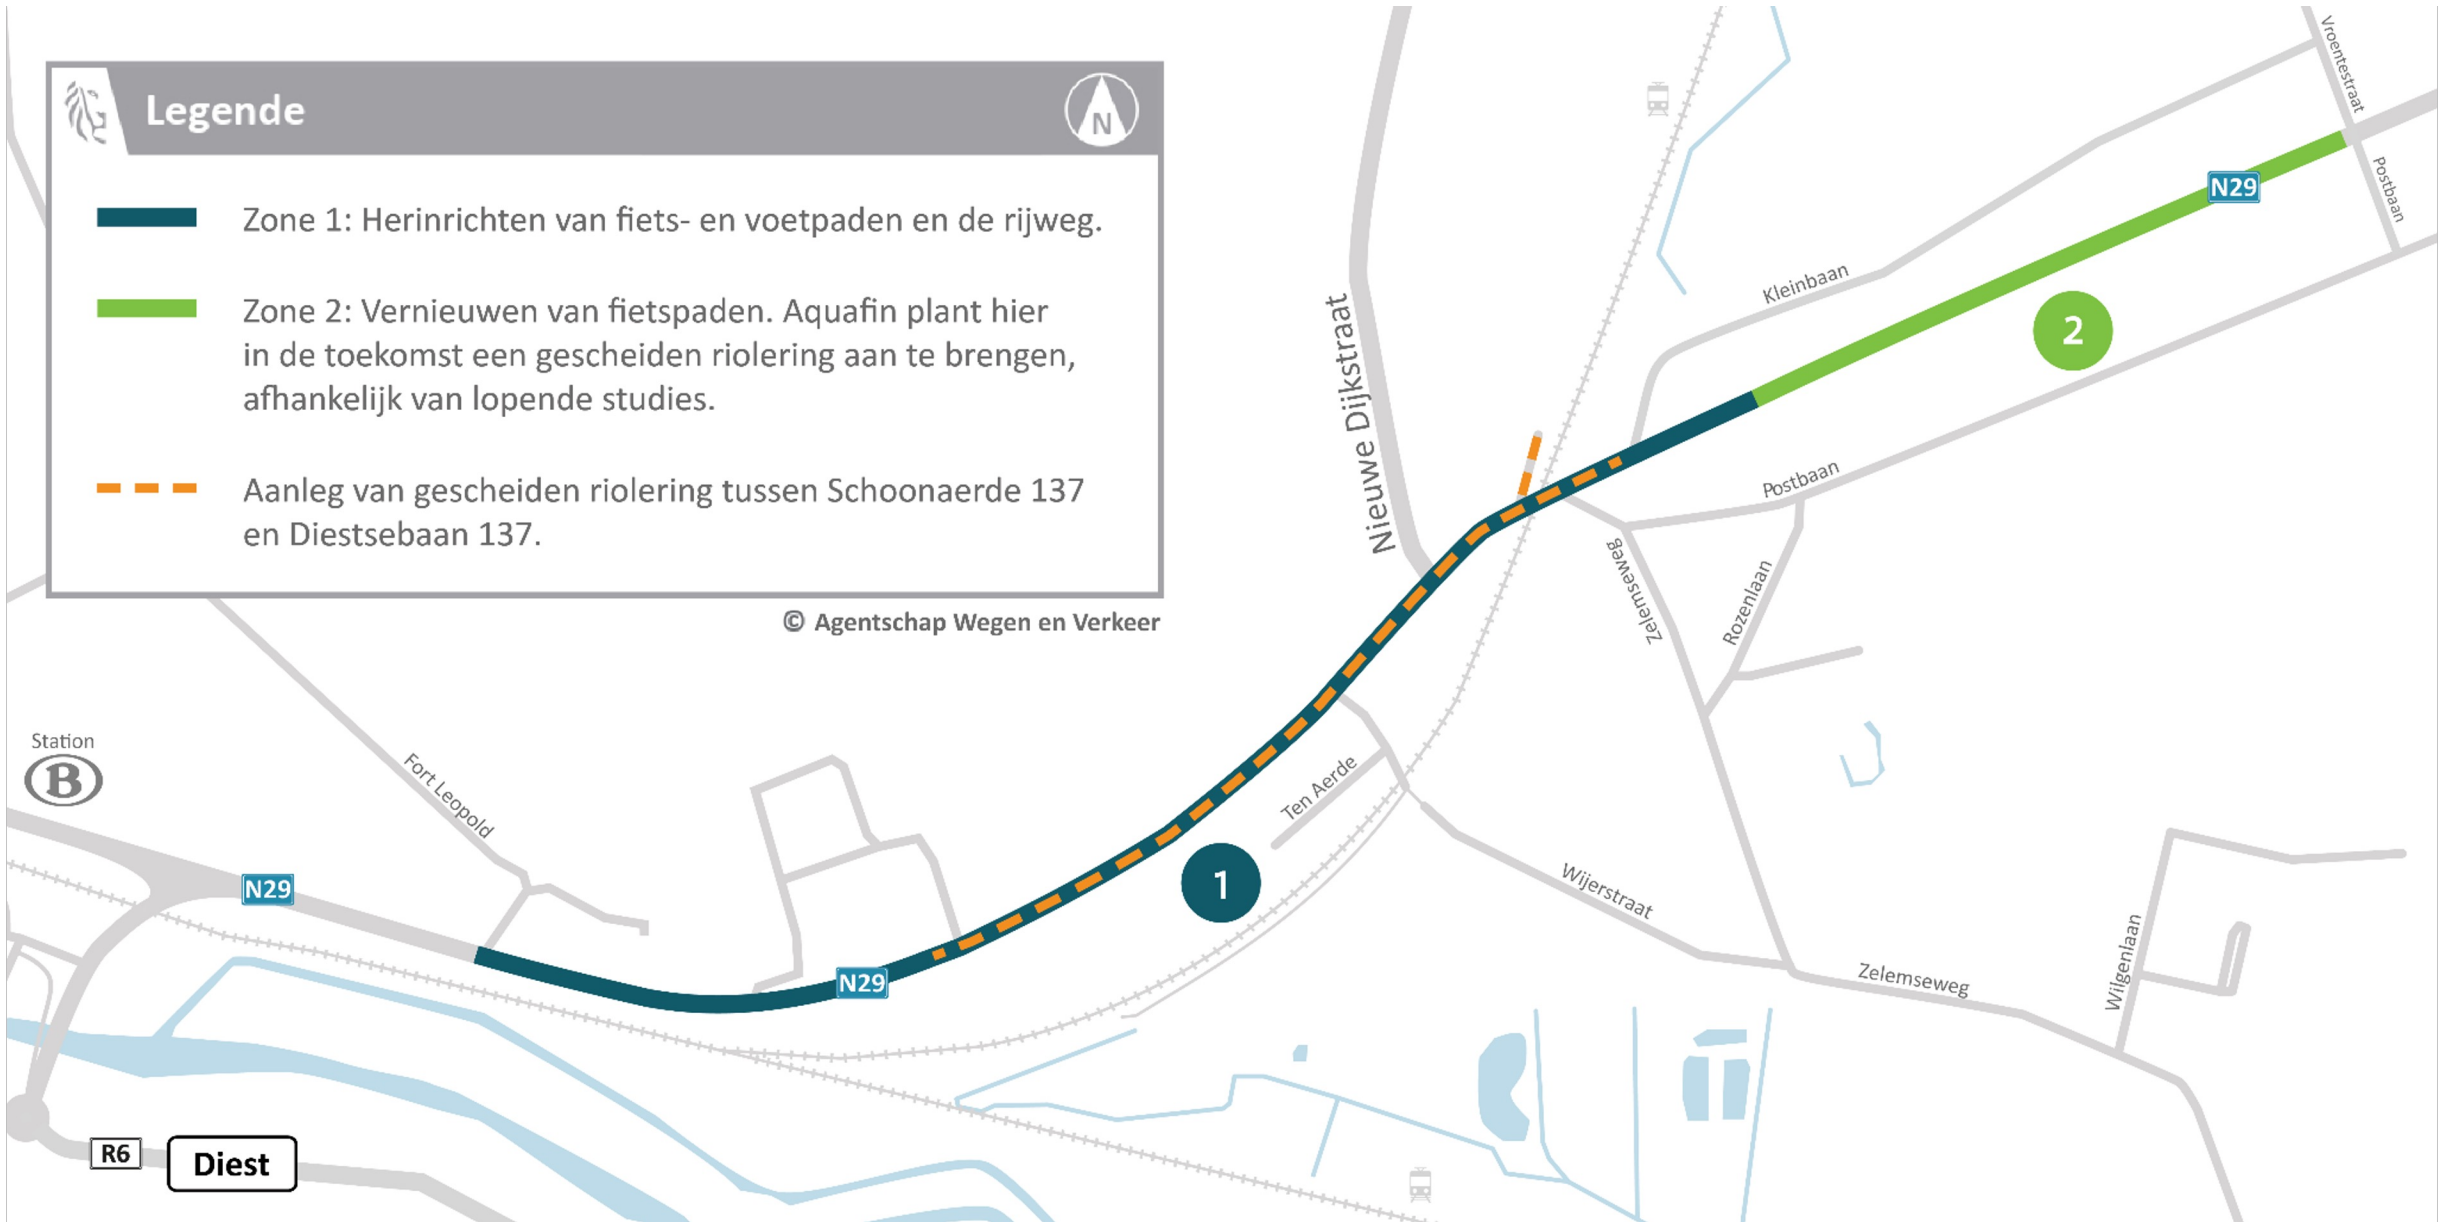 Legende
N
Zone 1: Herinrichten van fiets- en voetpaden en de rijweg.
Zone 2: Vernieuwen van fietspaden. Aquafin plant hier
in de toekomst een gescheiden riolering aan te brengen,
afhankelijk van lopende studies.
Aanleg van gescheiden riolering tussen Schoonaerde 137
en Diestsebaan 137.
© Agentschap Wegen en Verkeer
Vroentestraat
N29
Postbaan
Kleinbaan
2
Nieuwe Dijkstraat
Postbaan
Zelemseweg
Rozenlaan
Station
B
Fort Leopold
Ten Aerde
1
N29
Wijerstraat
N29
Zelemseweg
Wilgenlaan
R6
Diest